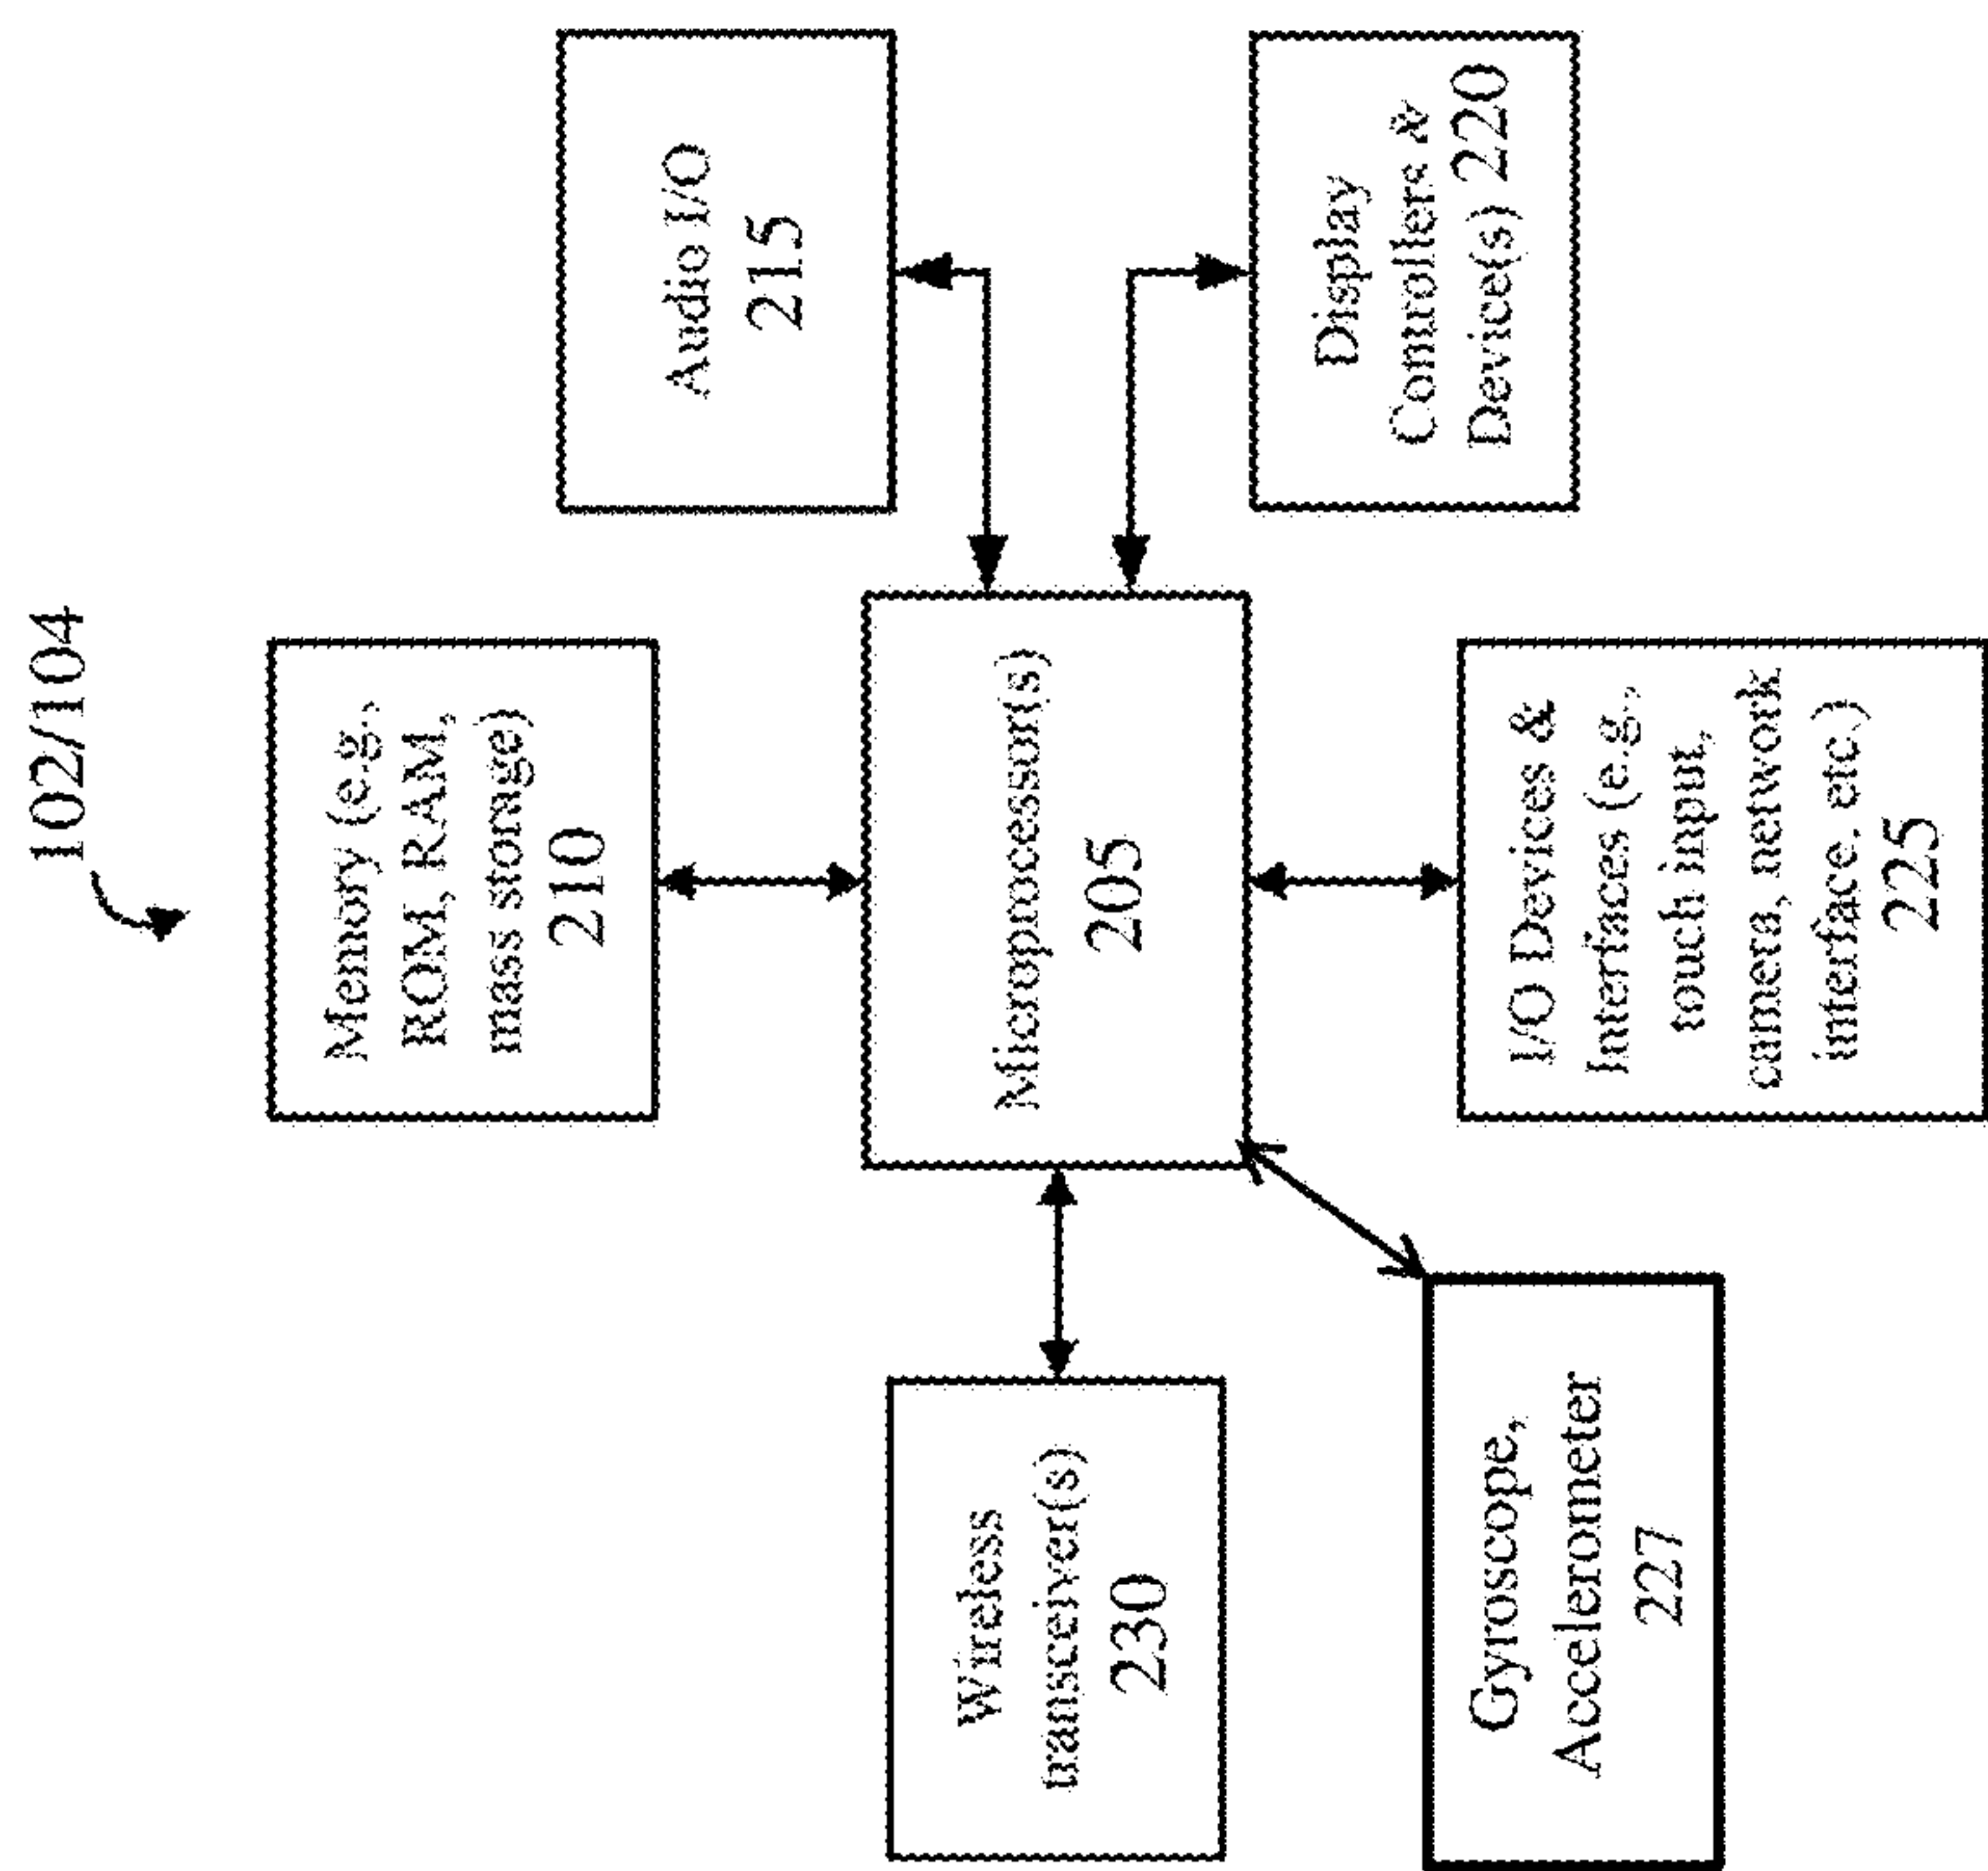 102/104
Memory (e.g.,
ROM, RAM,
mass storage)
210
Audio I/O
215
Microprocessor(s)
205
Wireless
transceiver(s)
230
Display
Controllers &
Device(s) 220
I/O Devices &
Interfaces (e.g.,
touch input,
camera, network
interface, etc.)
225
Gyroscope,
Accelerometer
227